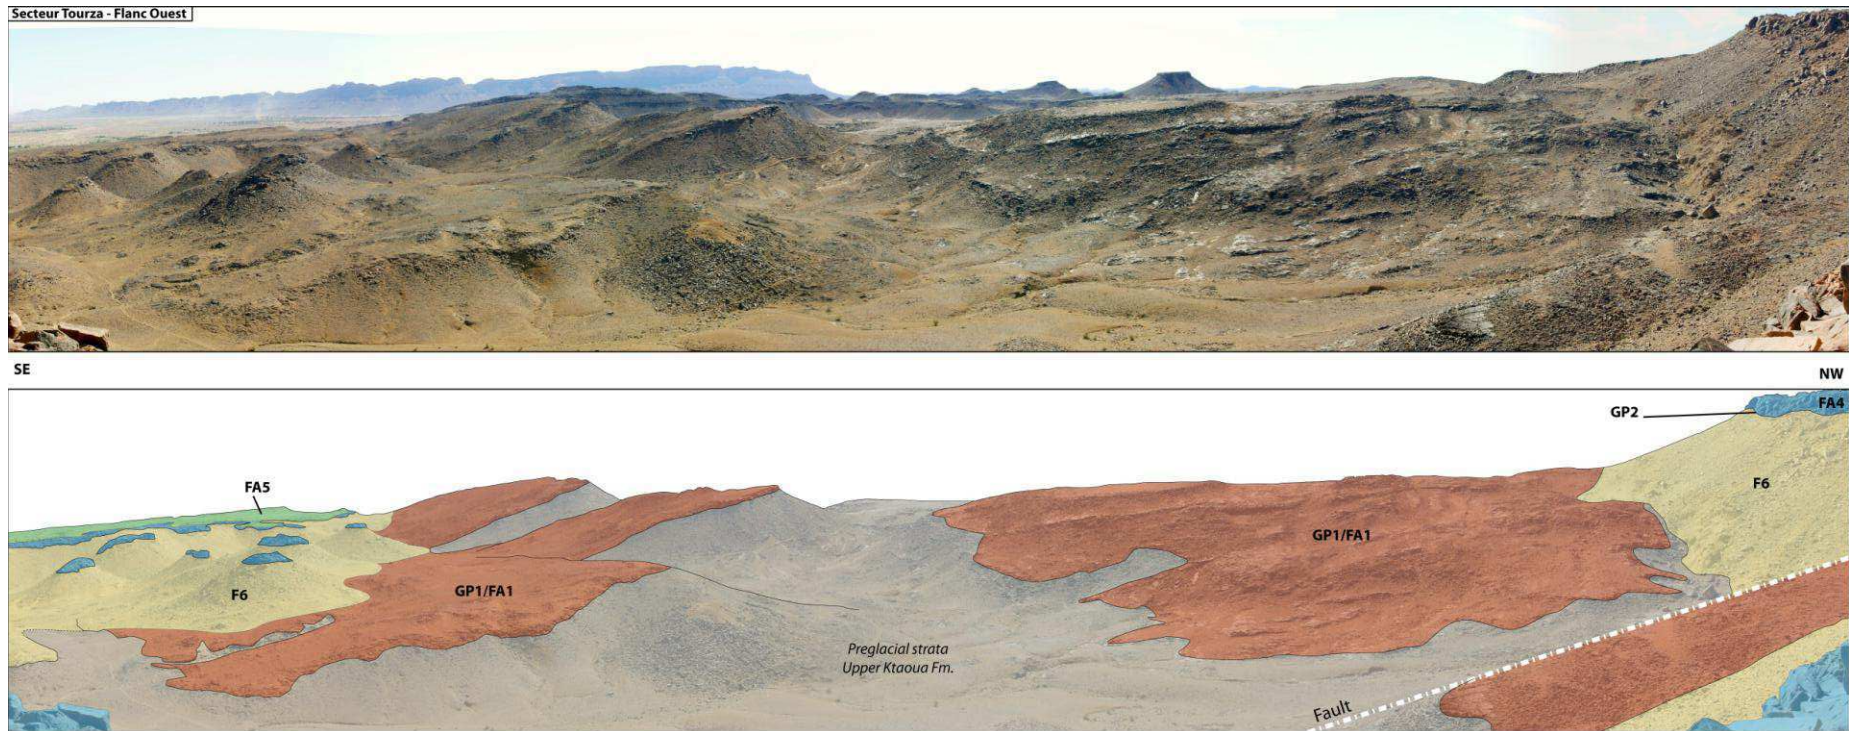 Secteur Tourza - Flanc Ouest
SE
NW
GP2
FA4
FA5
F6
GP1/FA1
F6
GP1/FA1
Preglacial strata
Upper Ktaoua Fm.
Fault